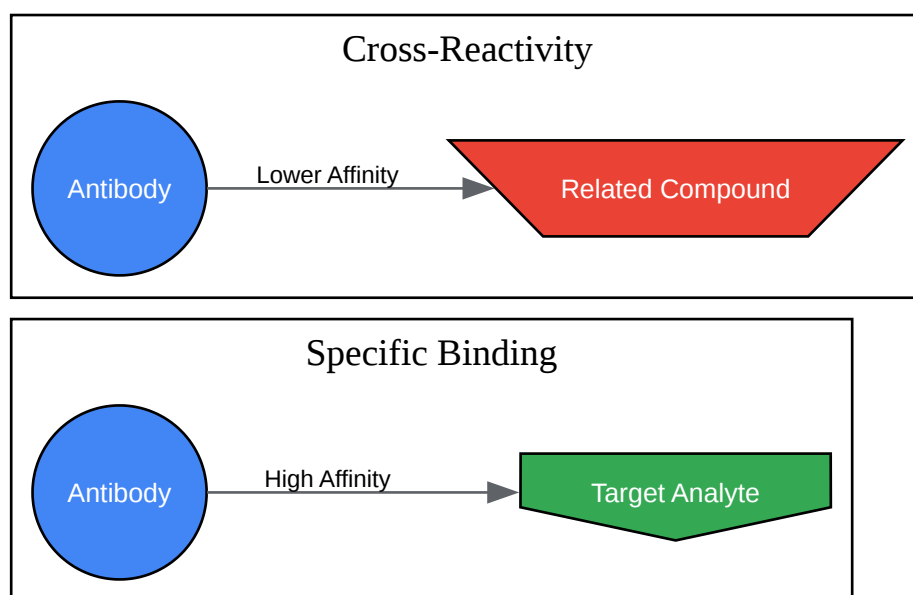 Cross-Reactivity
Antibody
Lower Affinity
Related Compound
Specific Binding
Antibody
High Affinity
Target Analyte